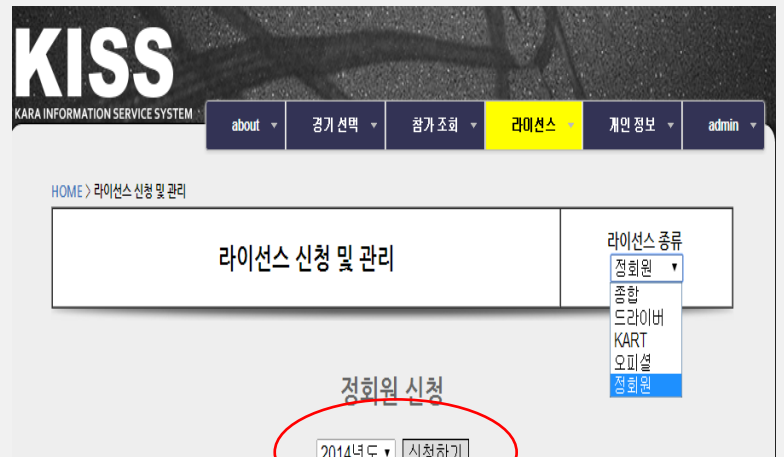 KISS
KARA INFORMATION SERVICE SYSTEM
about 경기 선택 참가 조회 라이선스 개인 정보 admin
HOME > 라이선스 신청 및 관리
라이선스 신청 및 관리
라이선스 종류
정회원
종합
드라이버
KART
오피셜
정회원
정회원 신청
2014년도 신청하기